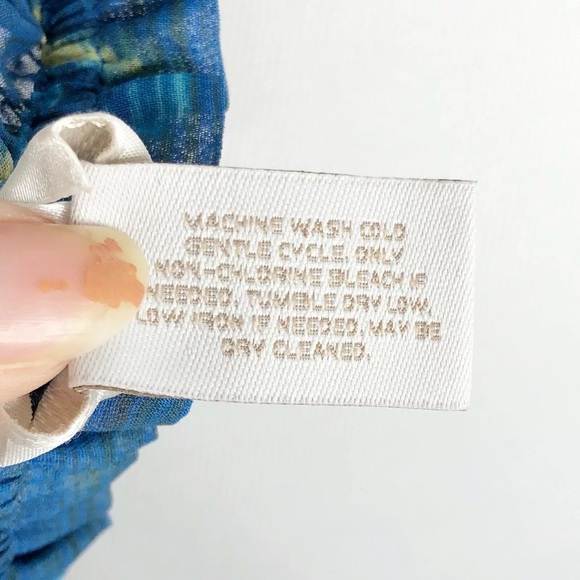 MACHINE WASH COLD
GENTLE CYCLE. ONLY
NON-CHLORINE BLEACH IF
NEEDED. TUMBLE DRY LOW.
LOW IRON IF NEEDED. MAY BE
DRY CLEANED.